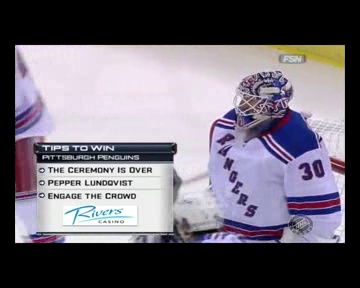 FSN
TIPS TO WIN
PITTSBURGH PENGUINS
THE CEREMONY IS OVER
PEPPER LUNDQVIST
ENGAGE THE CROWD
Rivers
CASINO
RANGERS
30